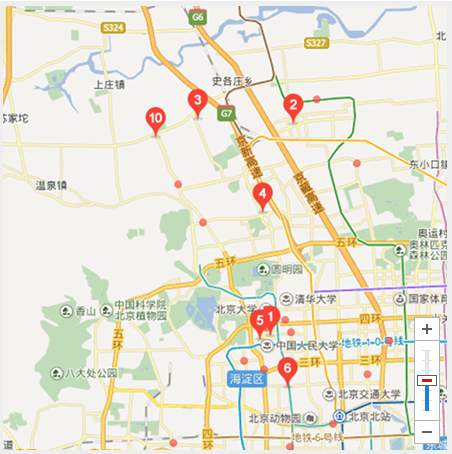 G6
S324
S327
北
上庄镇
史各庄乡
3
2
G7
10
苏家坨
京新高速
京藏高速
东小口镇
温泉镇
4
奥运村
五环
五环
奥林匹克
森林公园
圆明园
香山
中国科学院
北京植物园
清华大学
国家体育
北京大学
五环
5
1
中国人民大学
地铁-1-0-号线
四环
三环
三环
6
八大处公园
海淀区
北京交通大学
北京动物园
北京北站
四环
地铁-6-号线
道
+
−